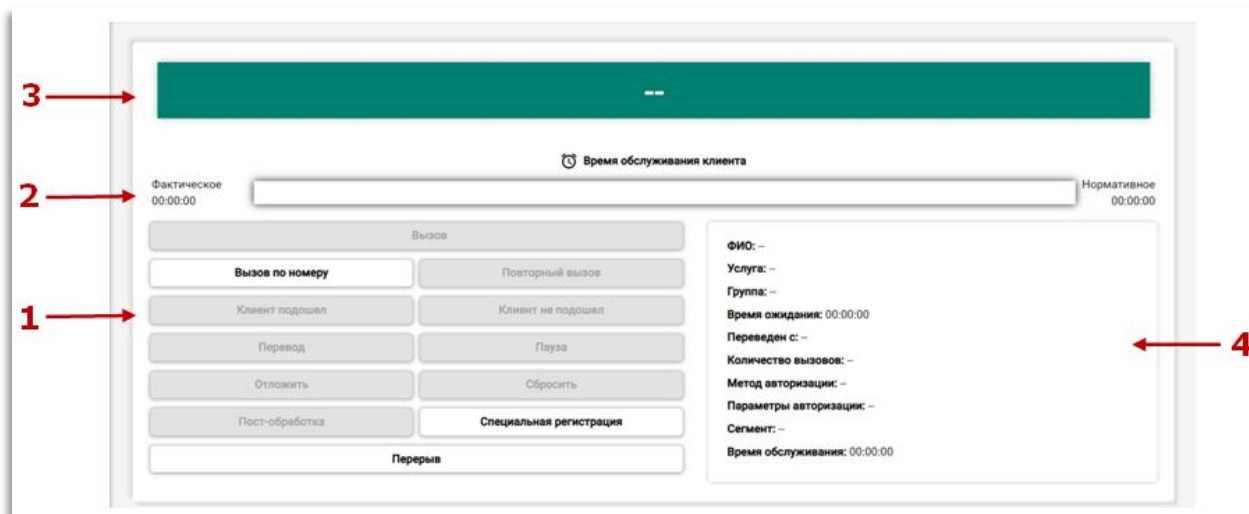 3
--
Время обслуживания клиента
2
Фактическое
00:00:00
Нормативное
00:00:00
1
Вызов
Вызов по номеру
Повторный вызов
Клиент подошел
Клиент не подошел
Перевод
Пауза
Отложить
Сбросить
Пост-обработка
Специальная регистрация
Перерыв
ФИО: --
Услуга: --
Группа: --
Время ожидания: 00:00:00
Переведен с: --
Количество вызовов: --
Метод авторизации: --
Параметры авторизации: --
Сегмент: --
Время обслуживания: 00:00:00
4